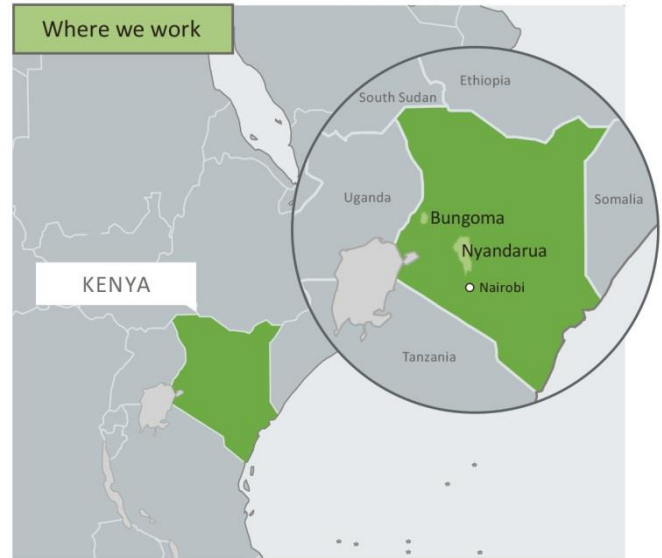 Where we work
Ethiopia
South Sudan
Uganda
Somalia
Bungoma
Nyandarua
KENYA
Nairobi
Tanzania